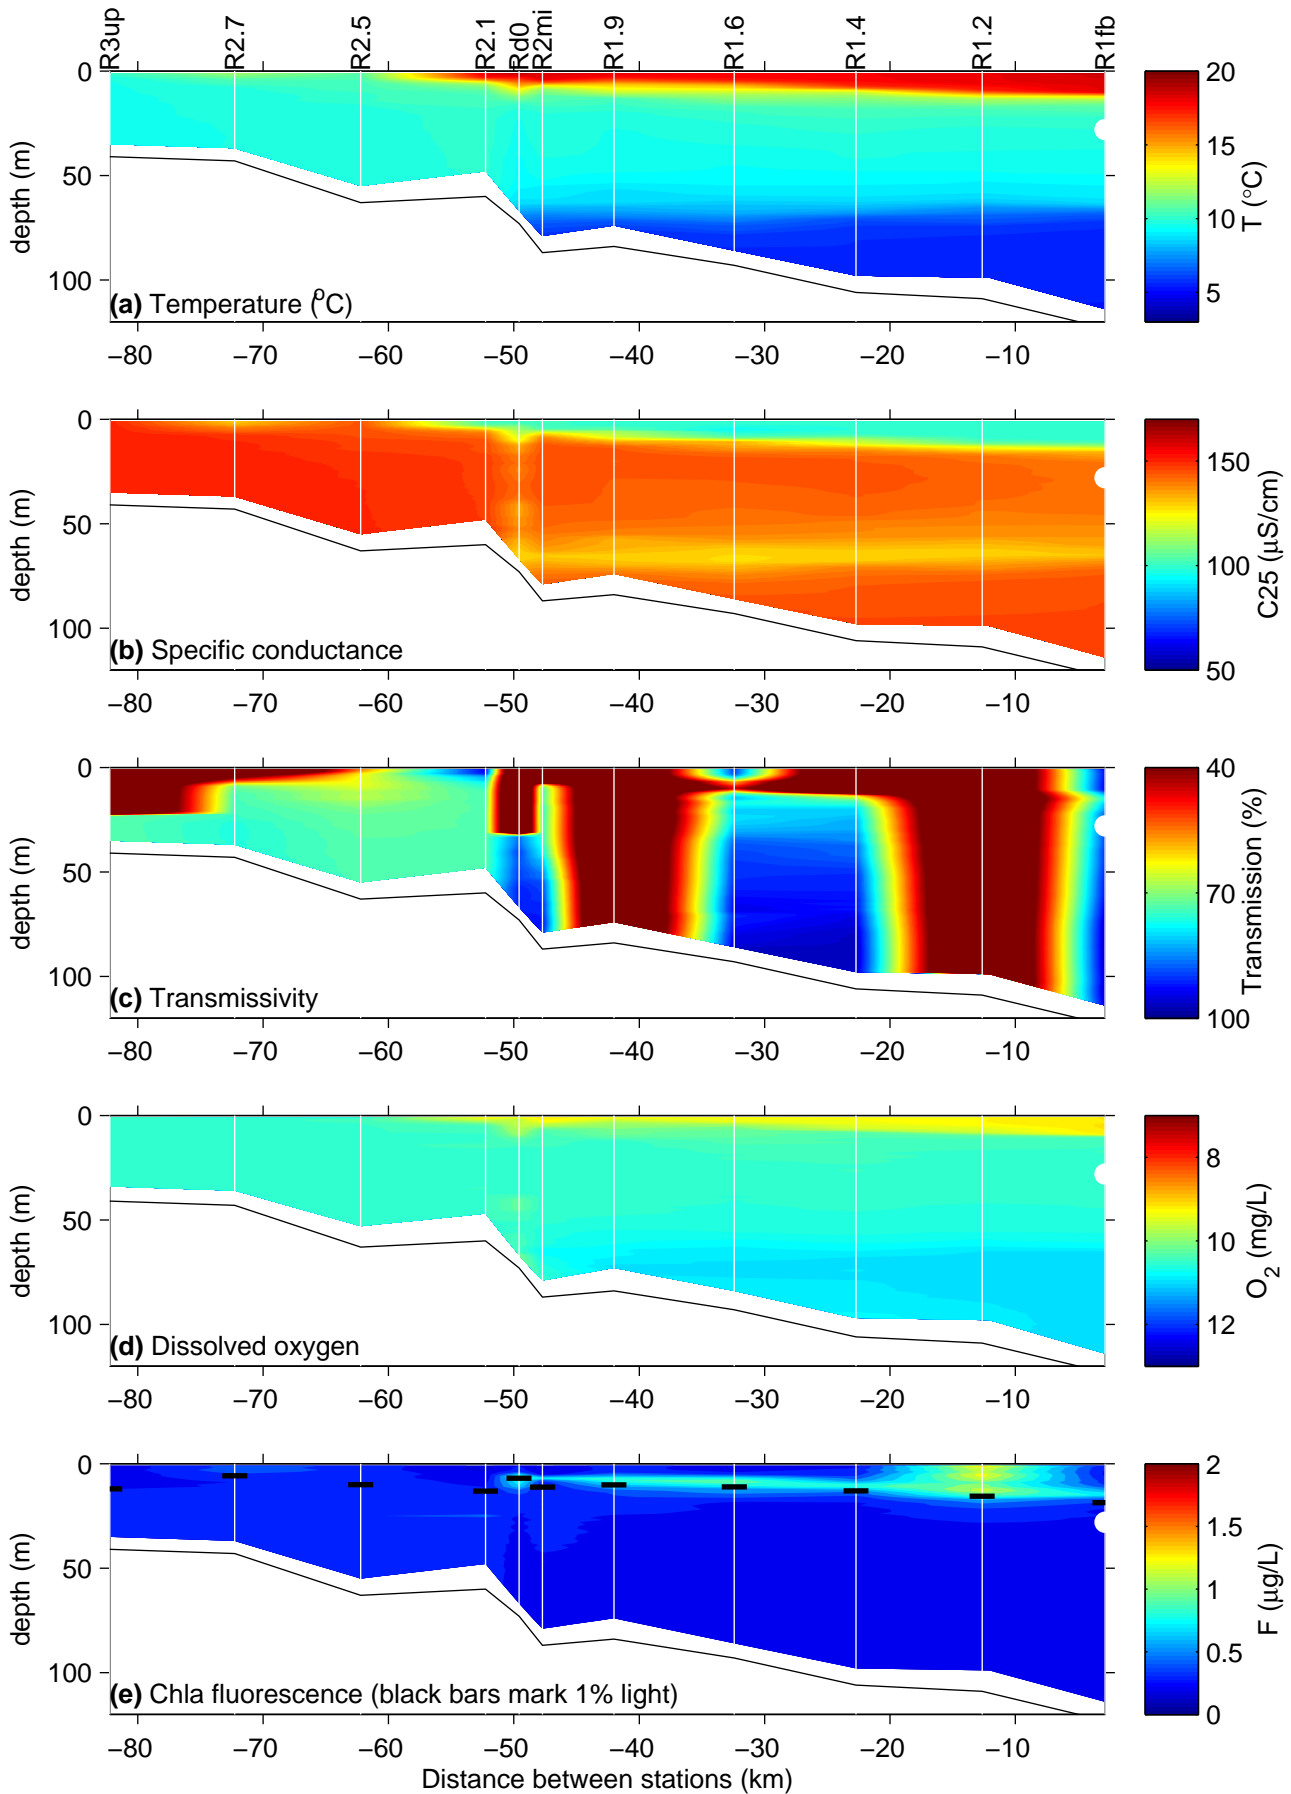 R3up R2.7 R2.5 R2.1 Rd0 R2mi R1.9 R1.6 R1.4 R1.2 R1fb
0
50
100
depth (m)
(a) Temperature (oC)
−80 −70 −60 −50 −40 −30 −20 −10
20
15
10
5
T (°C)
0
50
100
depth (m)
(b) Specific conductance
−80 −70 −60 −50 −40 −30 −20 −10
150
100
50
C25 (µS/cm)
0
50
100
depth (m)
(c) Transmissivity
−80 −70 −60 −50 −40 −30 −20 −10
40
70
100
Transmission (%)
0
50
100
depth (m)
(d) Dissolved oxygen
−80 −70 −60 −50 −40 −30 −20 −10
8
10
12
O2 (mg/L)
0
50
100
depth (m)
(e) Chla fluorescence (black bars mark 1% light)
−80 −70 −60 −50 −40 −30 −20 −10
Distance between stations (km)
2
1.5
1
0.5
0
F (µg/L)